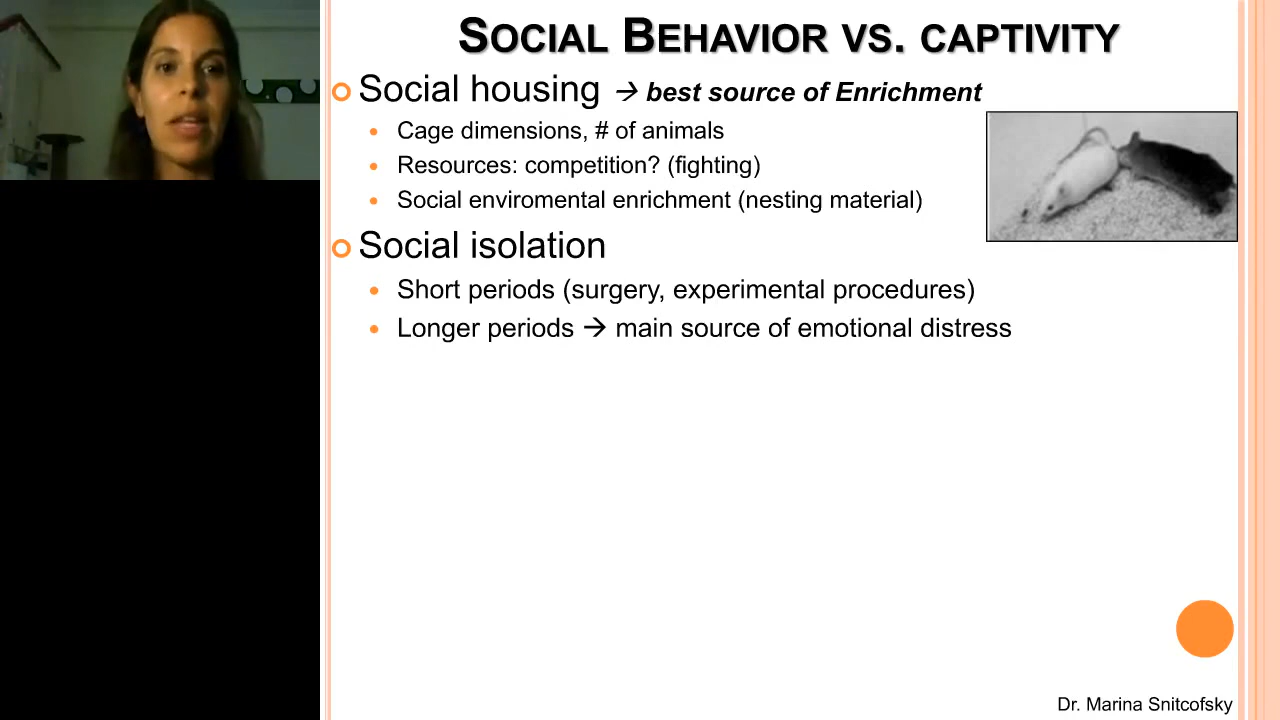 SOCIAL BEHAVIOR VS. CAPTIVITY
Social housing → best source of Enrichment
Cage dimensions, # of animals
Resources: competition? (fighting)
Social enviromental enrichment (nesting material)
Social isolation
Short periods (surgery, experimental procedures)
Longer periods → main source of emotional distress
Dr. Marina Snitcofsky